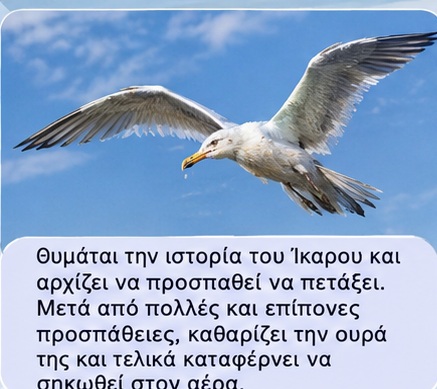 Θυμάται την ιστορία του Ίκαρου και
αρχίζει να προσπαθεί να πετάξει.
Μετά από πολλές και επίπονες
προσπάθειες, καθαρίζει την ουρά
της και τελικά καταφέρνει να
σηκωθεί στον αέρα.